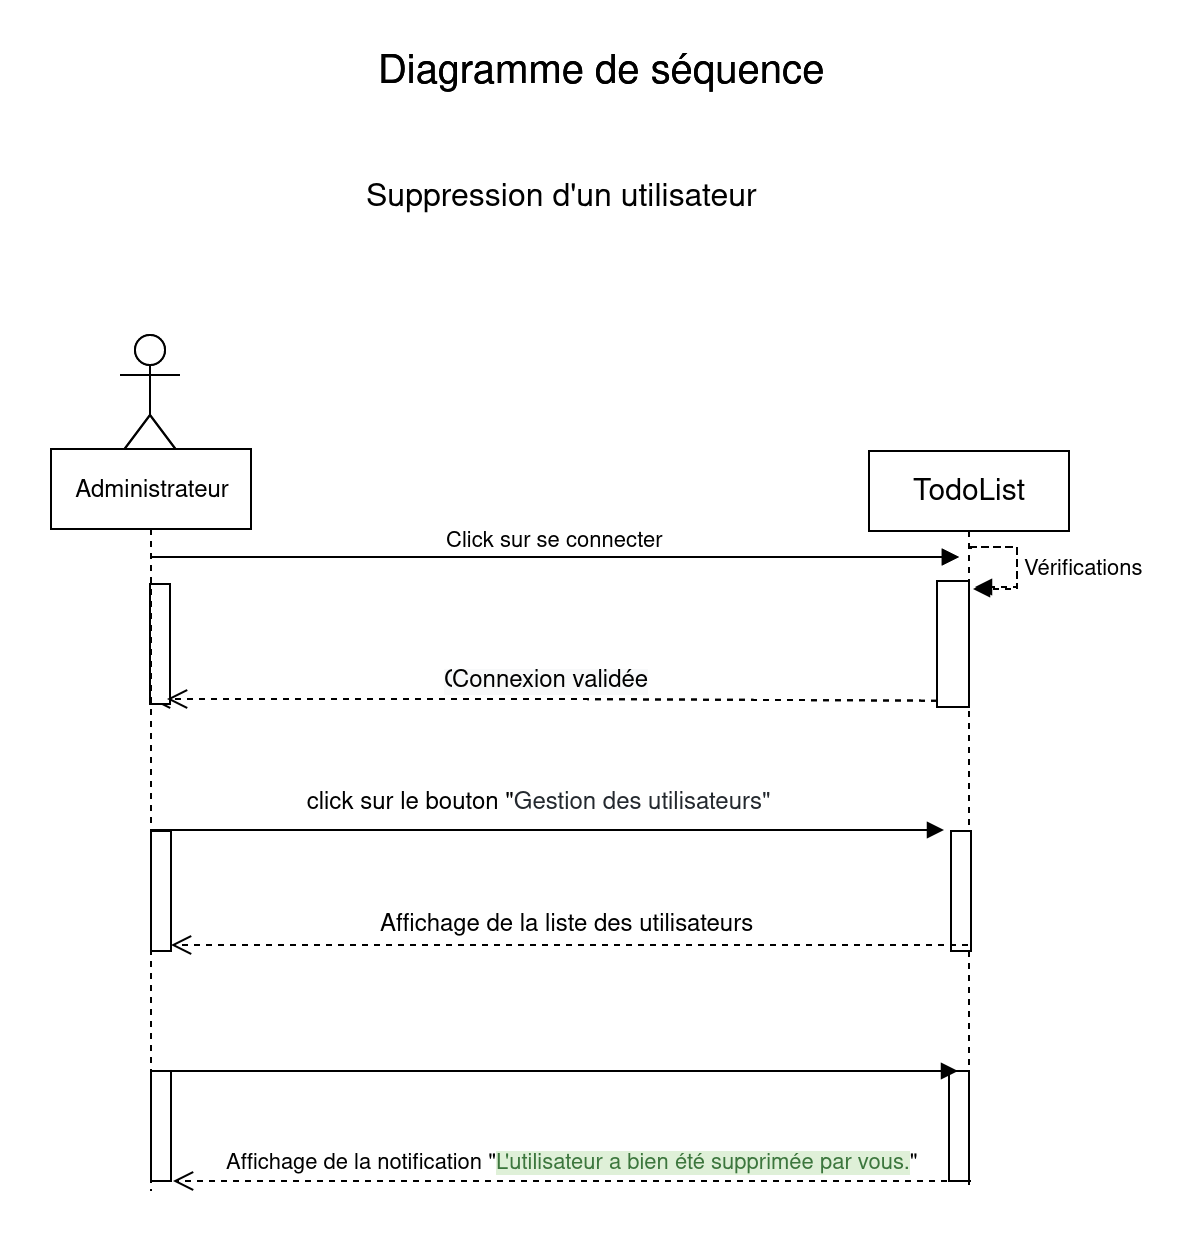 Diagramme de séquence
Suppression d'un utilisateur
Administrateur
TodoList
Click sur se connecter
Vérifications
Connexion validée
click sur le bouton "Gestion des utilisateurs"
Affichage de la liste des utilisateurs
Affichage de la notification "L'utilisateur a bien été supprimée par vous."